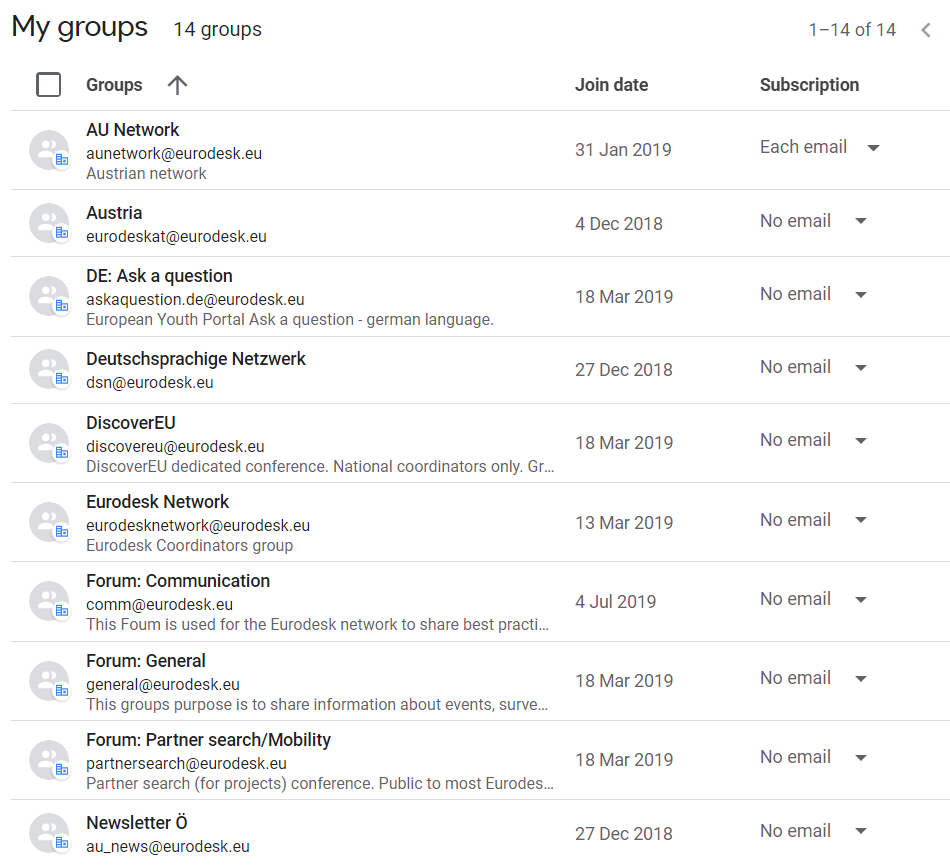 My groups 14 groups 1–14 of 14
Groups Join date Subscription
AU Network
aunetwork@eurodesk.eu 31 Jan 2019 Each email
Austrian network
Austria
eurodeskat@eurodesk.eu 4 Dec 2018 No email
DE: Ask a question
askaquestion.de@eurodesk.eu 18 Mar 2019 No email
European Youth Portal Ask a question - german language.
Deutschsprachige Netzwerk
dsn@eurodesk.eu 27 Dec 2018 No email
DiscoverEU
discovereu@eurodesk.eu 18 Mar 2019 No email
DiscoverEU dedicated conference. National coordinators only. Gr...
Eurodesk Network
eurodesknetwork@eurodesk.eu 13 Mar 2019 No email
Eurodesk Coordinators group
Forum: Communication
comm@eurodesk.eu 4 Jul 2019 No email
This Foum is used for the Eurodesk network to share best practi...
Forum: General
general@eurodesk.eu 18 Mar 2019 No email
This groups purpose is to share information about events, surve...
Forum: Partner search/Mobility
partnersearch@eurodesk.eu 18 Mar 2019 No email
Partner search (for projects) conference. Public to most Eurodes...
Newsletter Ö
au_news@eurodesk.eu 27 Dec 2018 No email